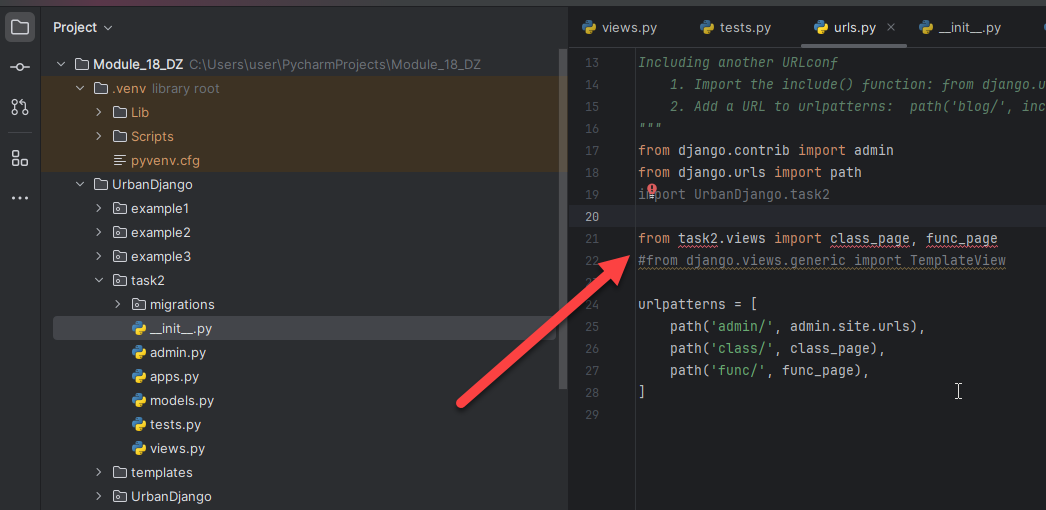 Project
Module_18_DZ C:\Users\user\PycharmProjects\Module_18_DZ
.venv library root
Lib
Scripts
pyvenv.cfg
UrbanDjango
example1
example2
example3
task2
migrations
__init__.py
admin.py
apps.py
models.py
tests.py
views.py
templates
UrbanDjango
views.py tests.py urls.py __init__.py
13 Including another URLconf
14 1. Import the include() function: from django.u
15 2. Add a URL to urlpatterns: path('blog/', inc
16 """
17 from django.contrib import admin
18 from django.urls import path
19 import UrbanDjango.task2
20
21 from task2.views import class_page, func_page
22 #from django.views.generic import TemplateView
23
24 urlpatterns = [
25 path('admin/', admin.site.urls),
26 path('class/', class_page),
27 path('func/', func_page),
28 ]
29